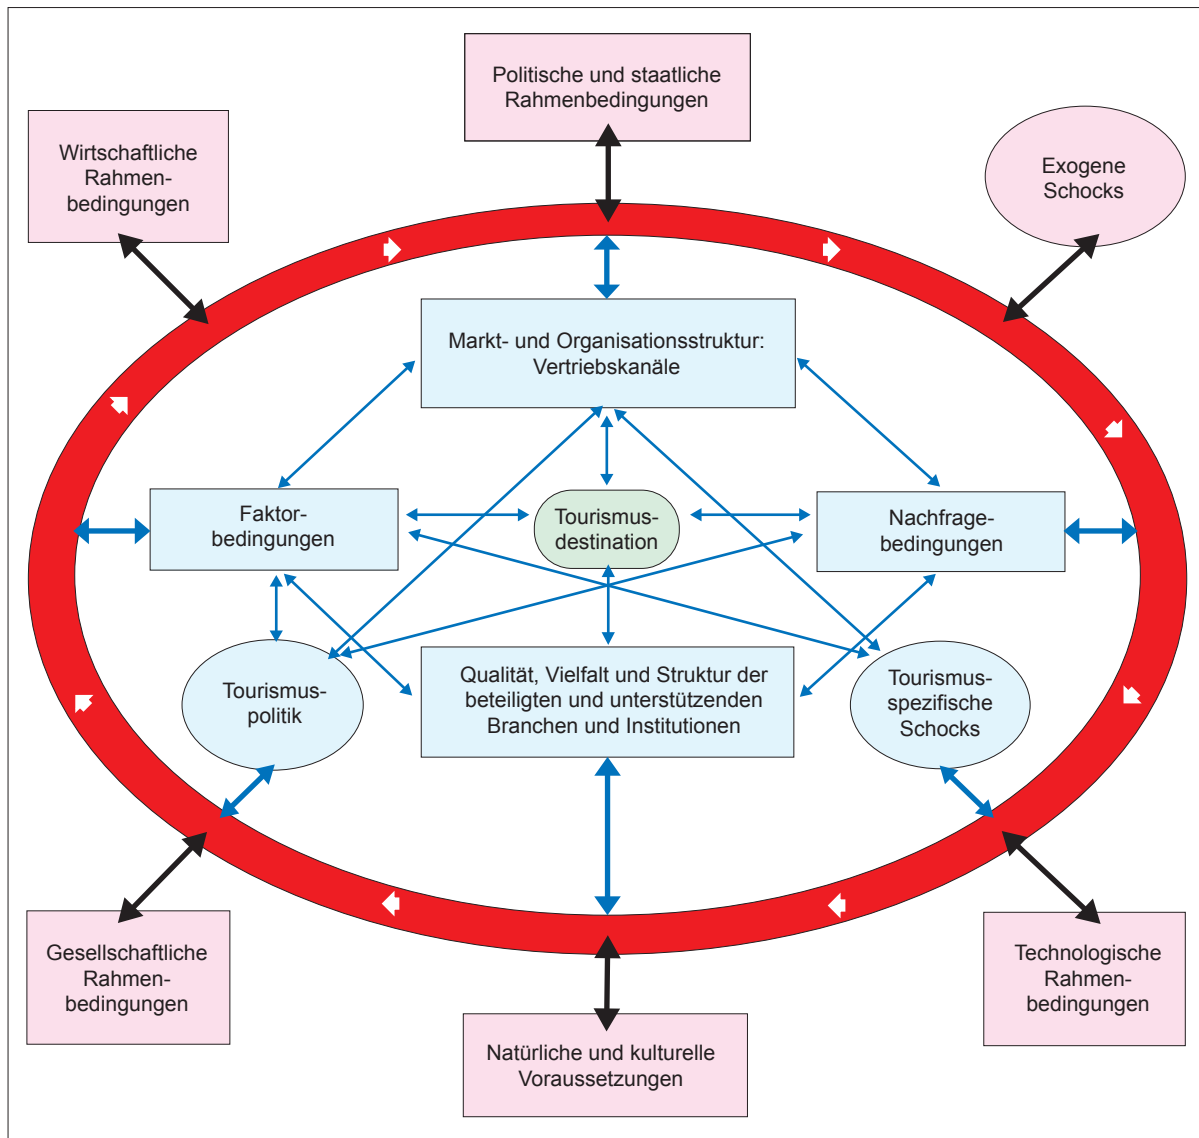 Politische und staatliche
Rahmenbedingungen
Wirtschaftliche
Rahmen-
bedingungen
Exogene
Schocks
Markt- und Organisationsstruktur:
Vertriebskanäle
Faktor-
bedingungen
Tourismus-
destination
Nachfrage-
bedingungen
Tourismus-
politik
Qualität, Vielfalt und Struktur der
beteiligten und unterstützenden
Branchen und Institutionen
Tourismus-
spezifische
Schocks
Gesellschaftliche
Rahmen-
bedingungen
Natürliche und kulturelle
Voraussetzungen
Technologische
Rahmen-
bedingungen